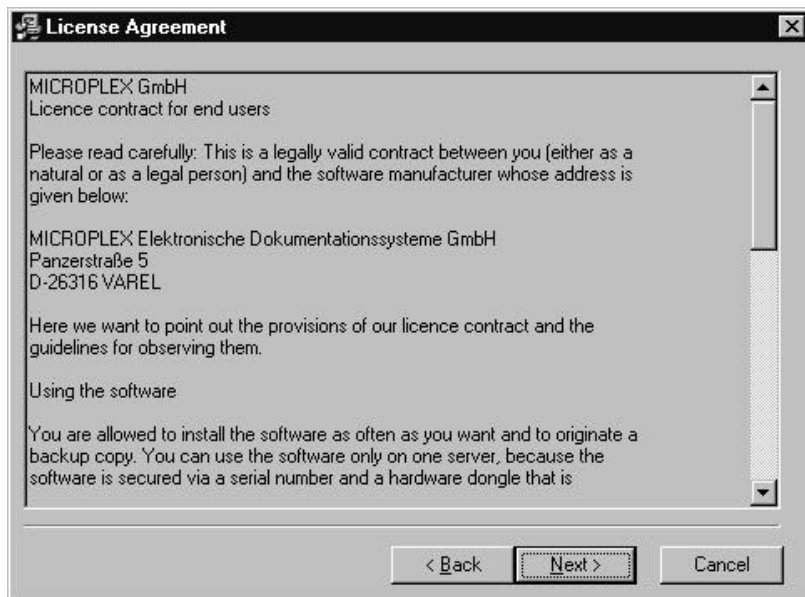 License Agreement
MICROPLEX GmbH
Licence contract for end users
Please read carefully: This is a legally valid contract between you (either as a
natural or as a legal person) and the software manufacturer whose address is
given below:
MICROPLEX Elektronische Dokumentationssysteme GmbH
Panzerstraße 5
D-26316 VAREL
Here we want to point out the provisions of our licence contract and the
guidelines for observing them.
Using the software
You are allowed to install the software as often as you want and to originate a
backup copy. You can use the software only on one server, because the
software is secured via a serial number and a hardware dongle that is
< Back Next > Cancel